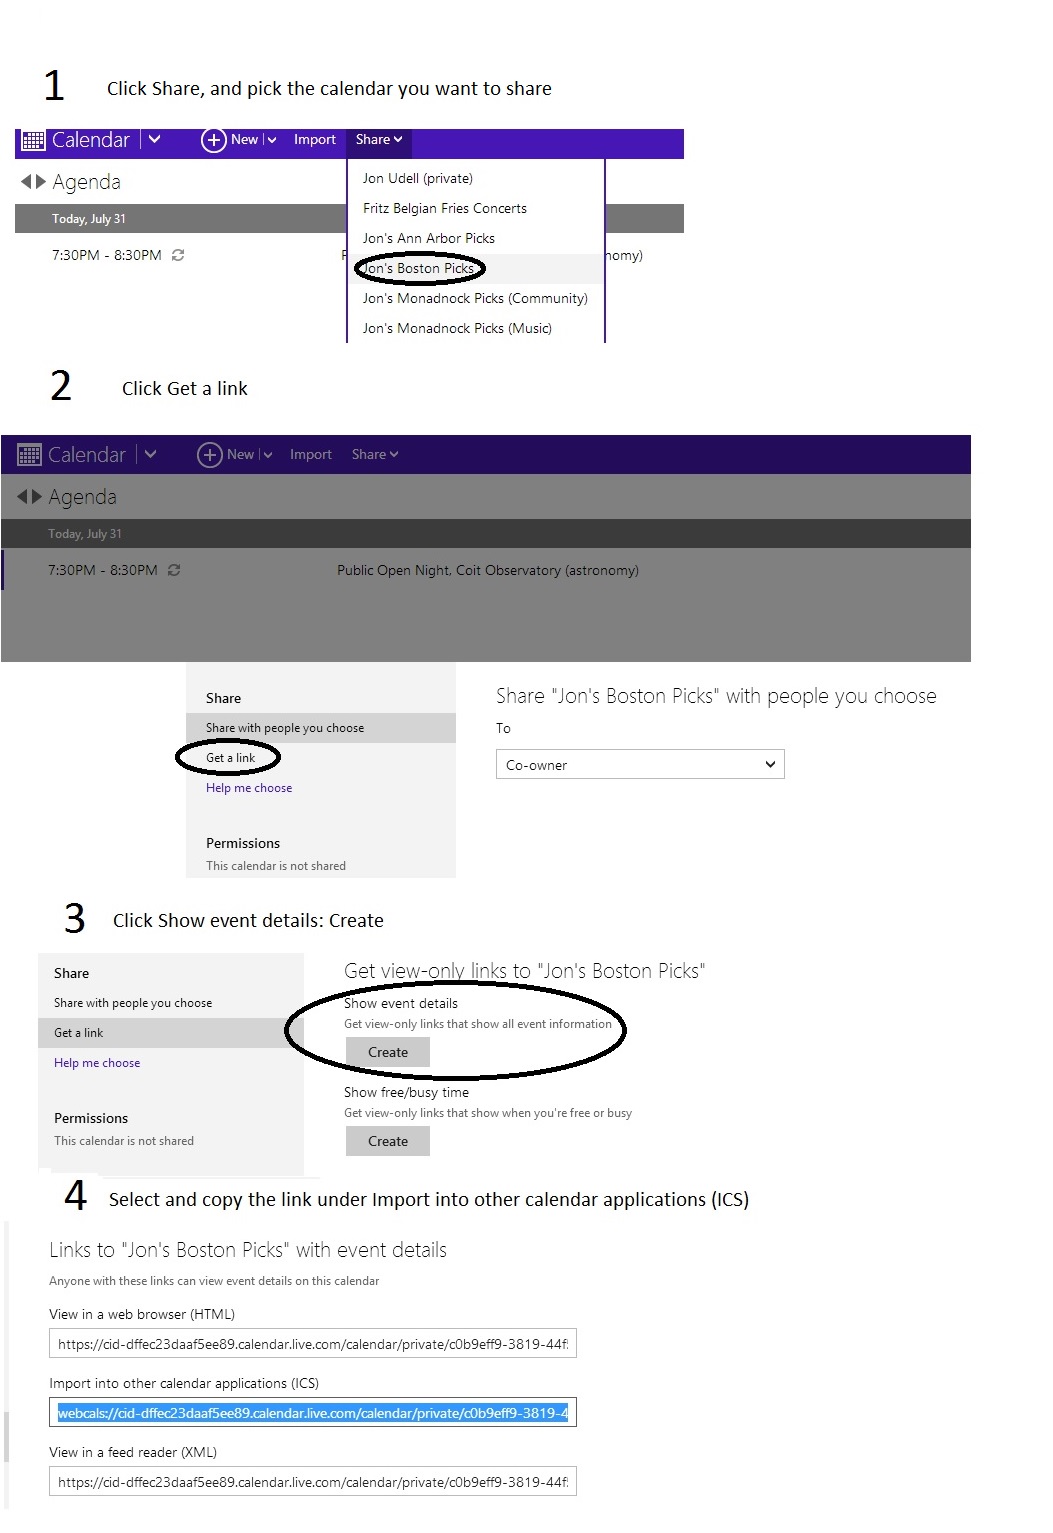 1 Click Share, and pick the calendar you want to share
Calendar New Import Share
Agenda
Jon Udell (private)
Fritz Belgian Fries Concerts
Today, July 31
Jon's Ann Arbor Picks
7:30PM - 8:30PM nomy)
Jon's Boston Picks
Jon's Monadnock Picks (Community)
Jon's Monadnock Picks (Music)
2 Click Get a link
Calendar New Import Share
Agenda
Today, July 31
7:30PM - 8:30PM Public Open Night, Coit Observatory (astronomy)
Share
Share with people you choose
Get a link
Help me choose
Permissions
This calendar is not shared
Share "Jon's Boston Picks" with people you choose
To
Co-owner
3 Click Show event details: Create
Share
Share with people you choose
Get a link
Help me choose
Permissions
This calendar is not shared
Get view-only links to "Jon's Boston Picks"
Show event details
Get view-only links that show all event information
Create
Show free/busy time
Get view-only links that show when you're free or busy
Create
4 Select and copy the link under Import into other calendar applications (ICS)
Links to "Jon's Boston Picks" with event details
Anyone with these links can view event details on this calendar
View in a web browser (HTML)
https://cid-dffec23daaf5ee89.calendar.live.com/calendar/private/c0b9eff9-3819-44f
Import into other calendar applications (ICS)
webcals://cid-dffec23daaf5ee89.calendar.live.com/calendar/private/c0b9eff9-3819-4
View in a feed reader (XML)
https://cid-dffec23daaf5ee89.calendar.live.com/calendar/private/c0b9eff9-3819-44f